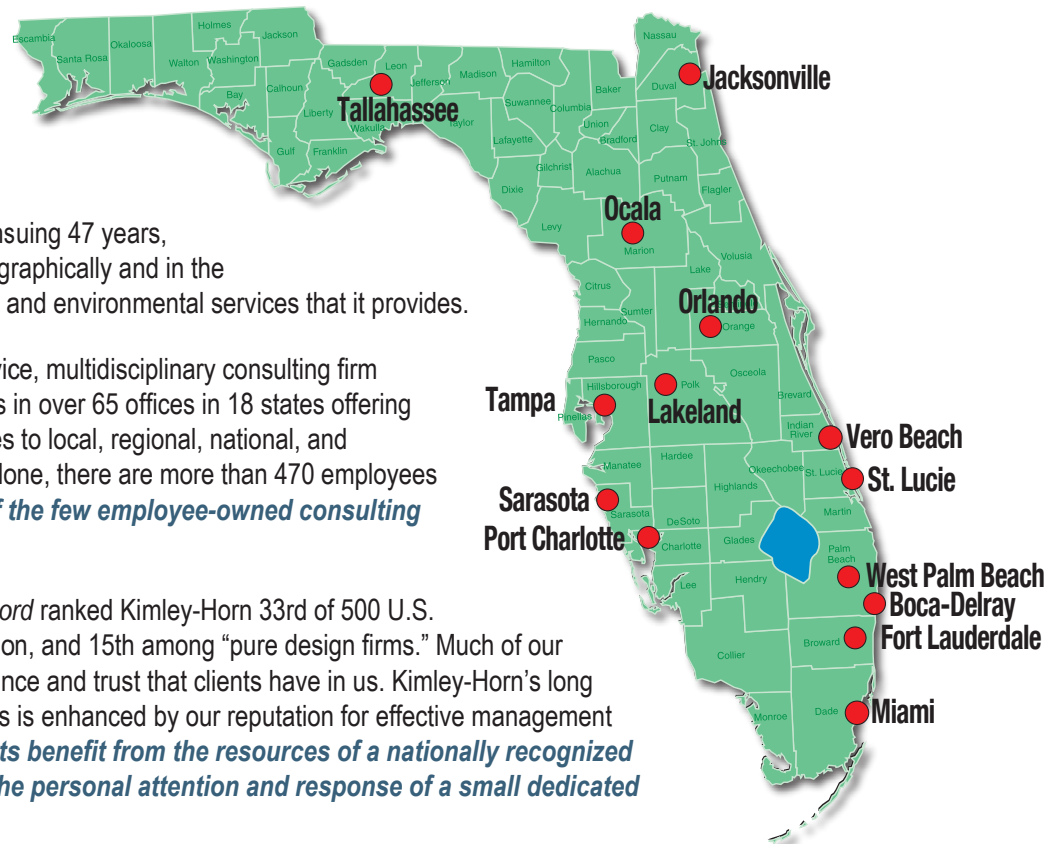 Escambia
Santa Rosa
Okaloosa
Walton
Holmes
Washington
Jackson
Bay
Calhoun
Gulf
Liberty
Franklin
Gadsden
Leon
Wakulla
Jefferson
Madison
Taylor
Hamilton
Suwannee
Lafayette
Columbia
Dixie
Gilchrist
Baker
Union
Bradford
Alachua
Levy
Nassau
Duval
Clay
St. Johns
Putnam
Flagler
Marion
Volusia
Lake
Citrus
Sumter
Hernando
Pasco
Orange
Hillsborough
Pinellas
Polk
Osceola
Brevard
Indian
River
Manatee
Hardee
Highlands
Okeechobee
St. Lucie
Sarasota
DeSoto
Martin
Charlotte
Glades
Palm
Beach
Lee
Hendry
Collier
Broward
Monroe
Dade
Jacksonville
Tallahassee
Ocala
Orlando
Tampa
Lakeland
Vero Beach
St. Lucie
Sarasota
Port Charlotte
West Palm Beach
Boca-Delray
Fort Lauderdale
Miami
nsuing 47 years,
graphically and in the
and environmental services that it provides.
vice, multidisciplinary consulting firm
s in over 65 offices in 18 states offering
es to local, regional, national, and
lone, there are more than 470 employees
f the few employee-owned consulting
ord ranked Kimley-Horn 33rd of 500 U.S.
on, and 15th among “pure design firms.” Much of our
nce and trust that clients have in us. Kimley-Horn’s long
s is enhanced by our reputation for effective management
ts benefit from the resources of a nationally recognized
he personal attention and response of a small dedicated